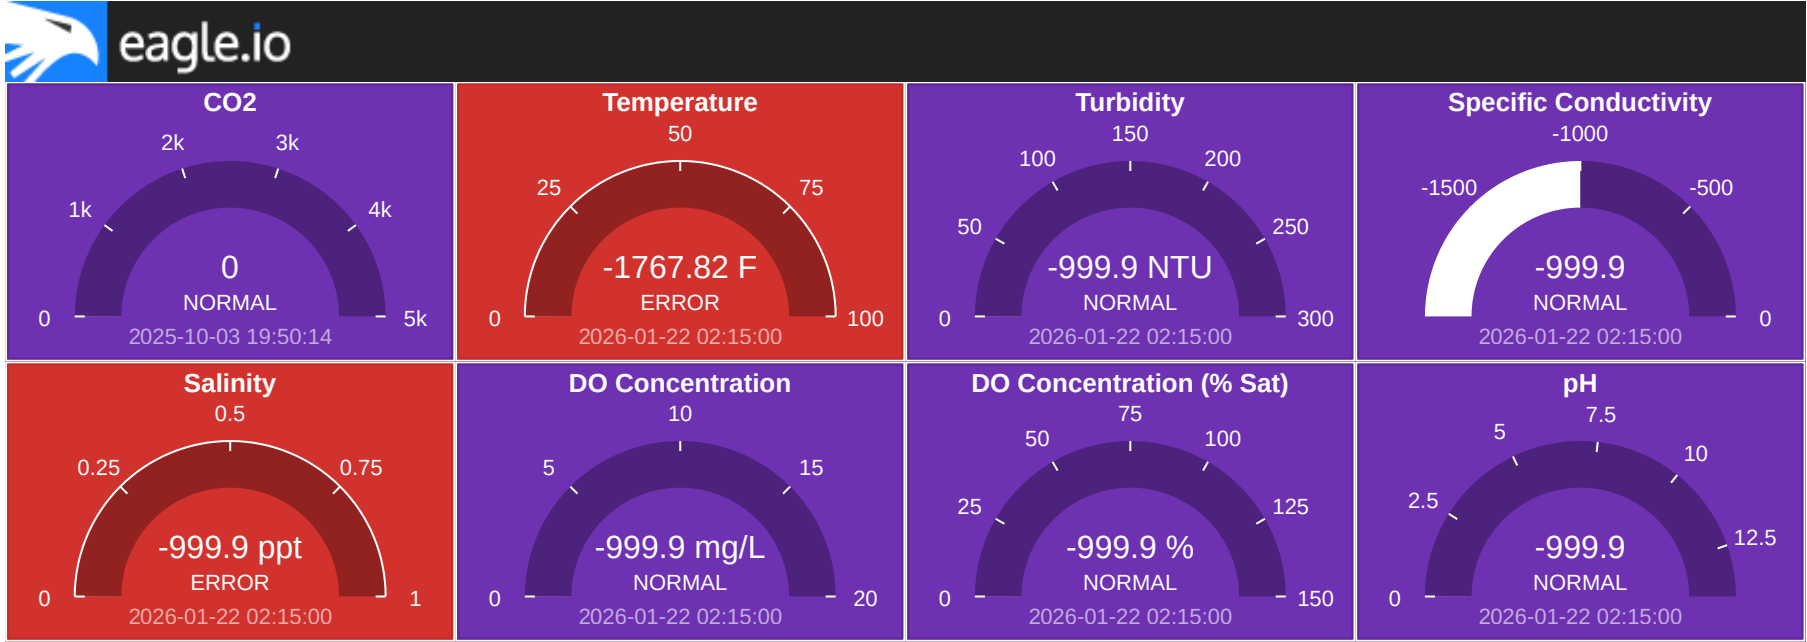 eagle.io
CO2
2k
3k
1k
4k
0
NORMAL
0
5k
2025-10-03 19:50:14
Temperature
50
25
75
-1767.82 F
ERROR
0
100
2026-01-22 02:15:00
Turbidity
150
100
200
50
250
-999.9 NTU
NORMAL
0
300
2026-01-22 02:15:00
Specific Conductivity
-1000
-1500
-500
-999.9
NORMAL
0
2026-01-22 02:15:00
Salinity
0.5
0.25
0.75
-999.9 ppt
ERROR
0
1
2026-01-22 02:15:00
DO Concentration
10
5
15
-999.9 mg/L
NORMAL
0
20
2026-01-22 02:15:00
DO Concentration (% Sat)
75
50
100
25
125
-999.9 %
NORMAL
0
150
2026-01-22 02:15:00
pH
7.5
5
10
2.5
12.5
-999.9
NORMAL
0
2026-01-22 02:15:00